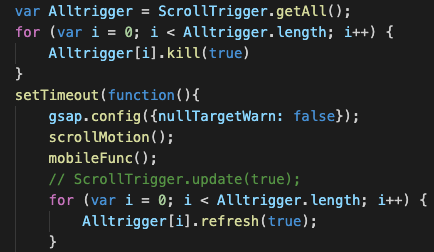 var Alltrigger = ScrollTrigger.getAll();
for (var i = 0; i < Alltrigger.length; i++) {
    Alltrigger[i].kill(true)
}
setTimeout(function(){
    gsap.config({nullTargetWarn: false});
    scrollMotion();
    mobileFunc();
    // ScrollTrigger.update(true);
    for (var i = 0; i < Alltrigger.length; i++) {
        Alltrigger[i].refresh(true);
    }